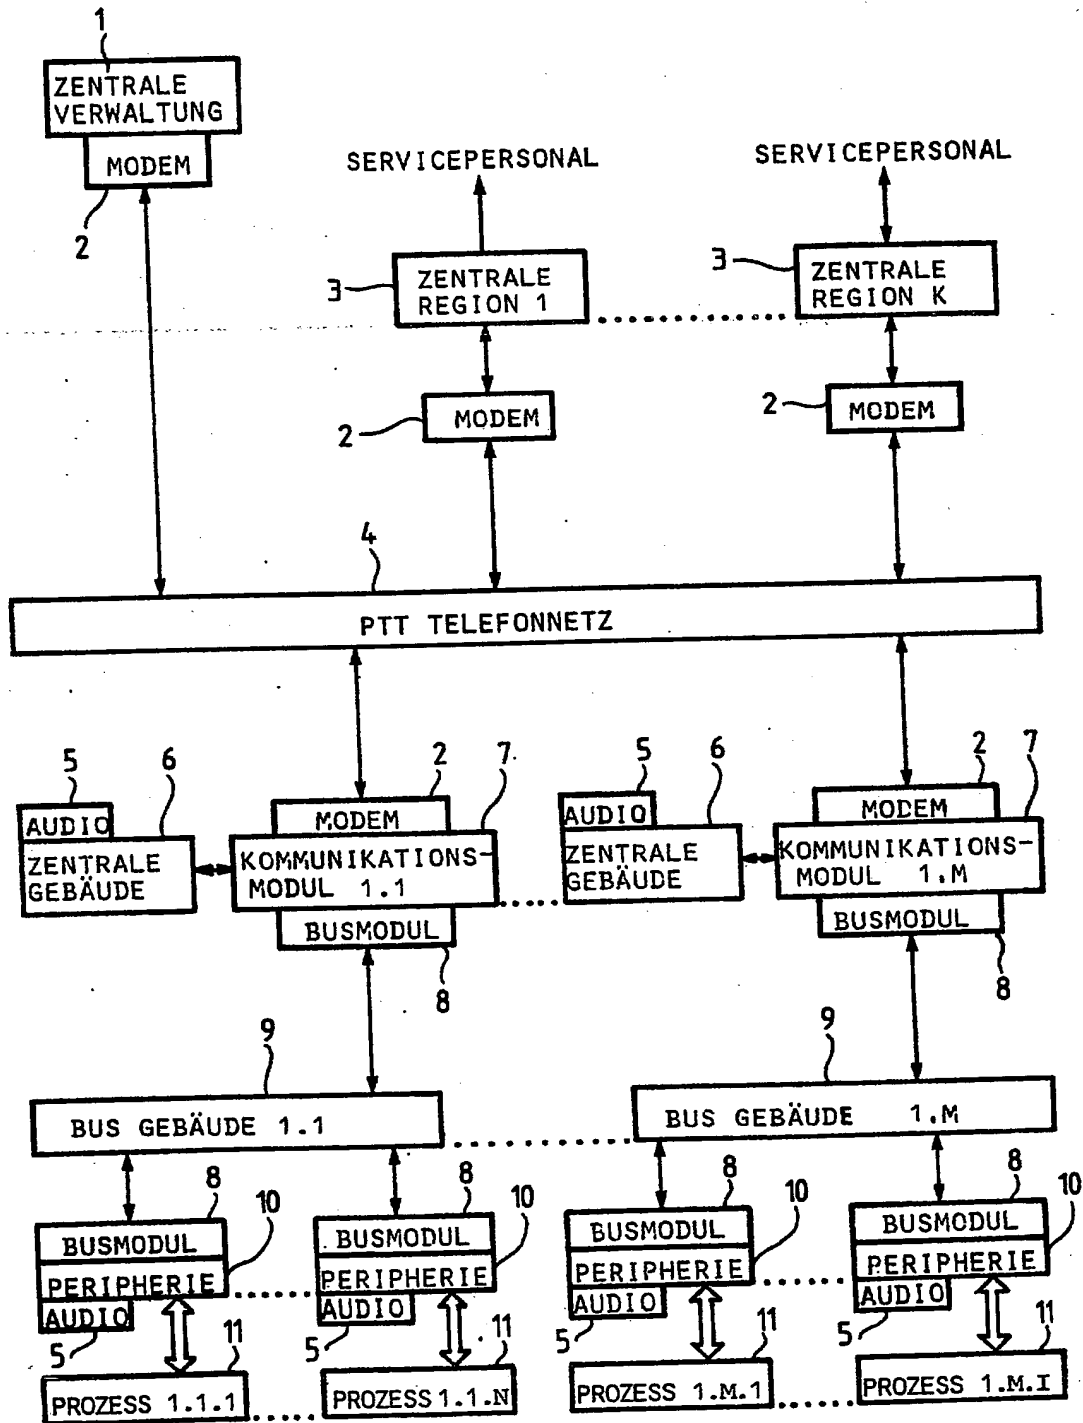 1
ZENTRALE
VERWALTUNG
MODEM
2
SERVICEPERSONAL
SERVICEPERSONAL
3
ZENTRALE
REGION 1
3
ZENTRALE
REGION K
2
MODEM
2
MODEM
4
PTT TELEFONNETZ
5
6
2
7
5
6
2
7
AUDIO
ZENTRALE
GEBÄUDE
MODEM
KOMMUNIKATIONS-
MODUL 1.1
BUSMODUL
8
AUDIO
ZENTRALE
GEBÄUDE
MODEM
KOMMUNIKATIONS-
MODUL 1.M
BUSMODUL
8
9
9
BUS GEBÄUDE 1.1
BUS GEBÄUDE 1.M
8
10
8
10
8
10
8
10
BUSMODUL
PERIPHERIE
AUDIO
BUSMODUL
PERIPHERIE
AUDIO
BUSMODUL
PERIPHERIE
AUDIO
BUSMODUL
PERIPHERIE
AUDIO
5
11
5
11
5
11
5
11
PROZESS 1.1.1
PROZESS 1.1.N
PROZESS 1.M.1
PROZESS 1.M.I